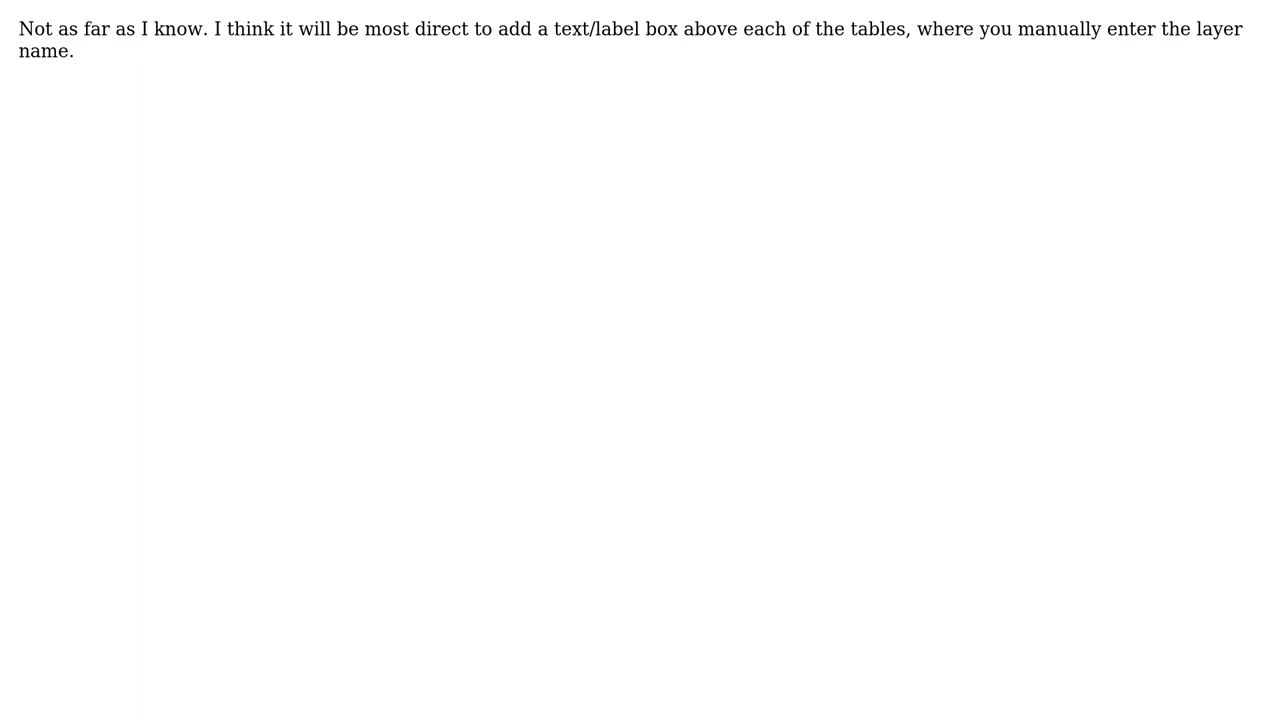 Not as far as I know. I think it will be most direct to add a text/label box above each of the tables, where you manually enter the layer
name.